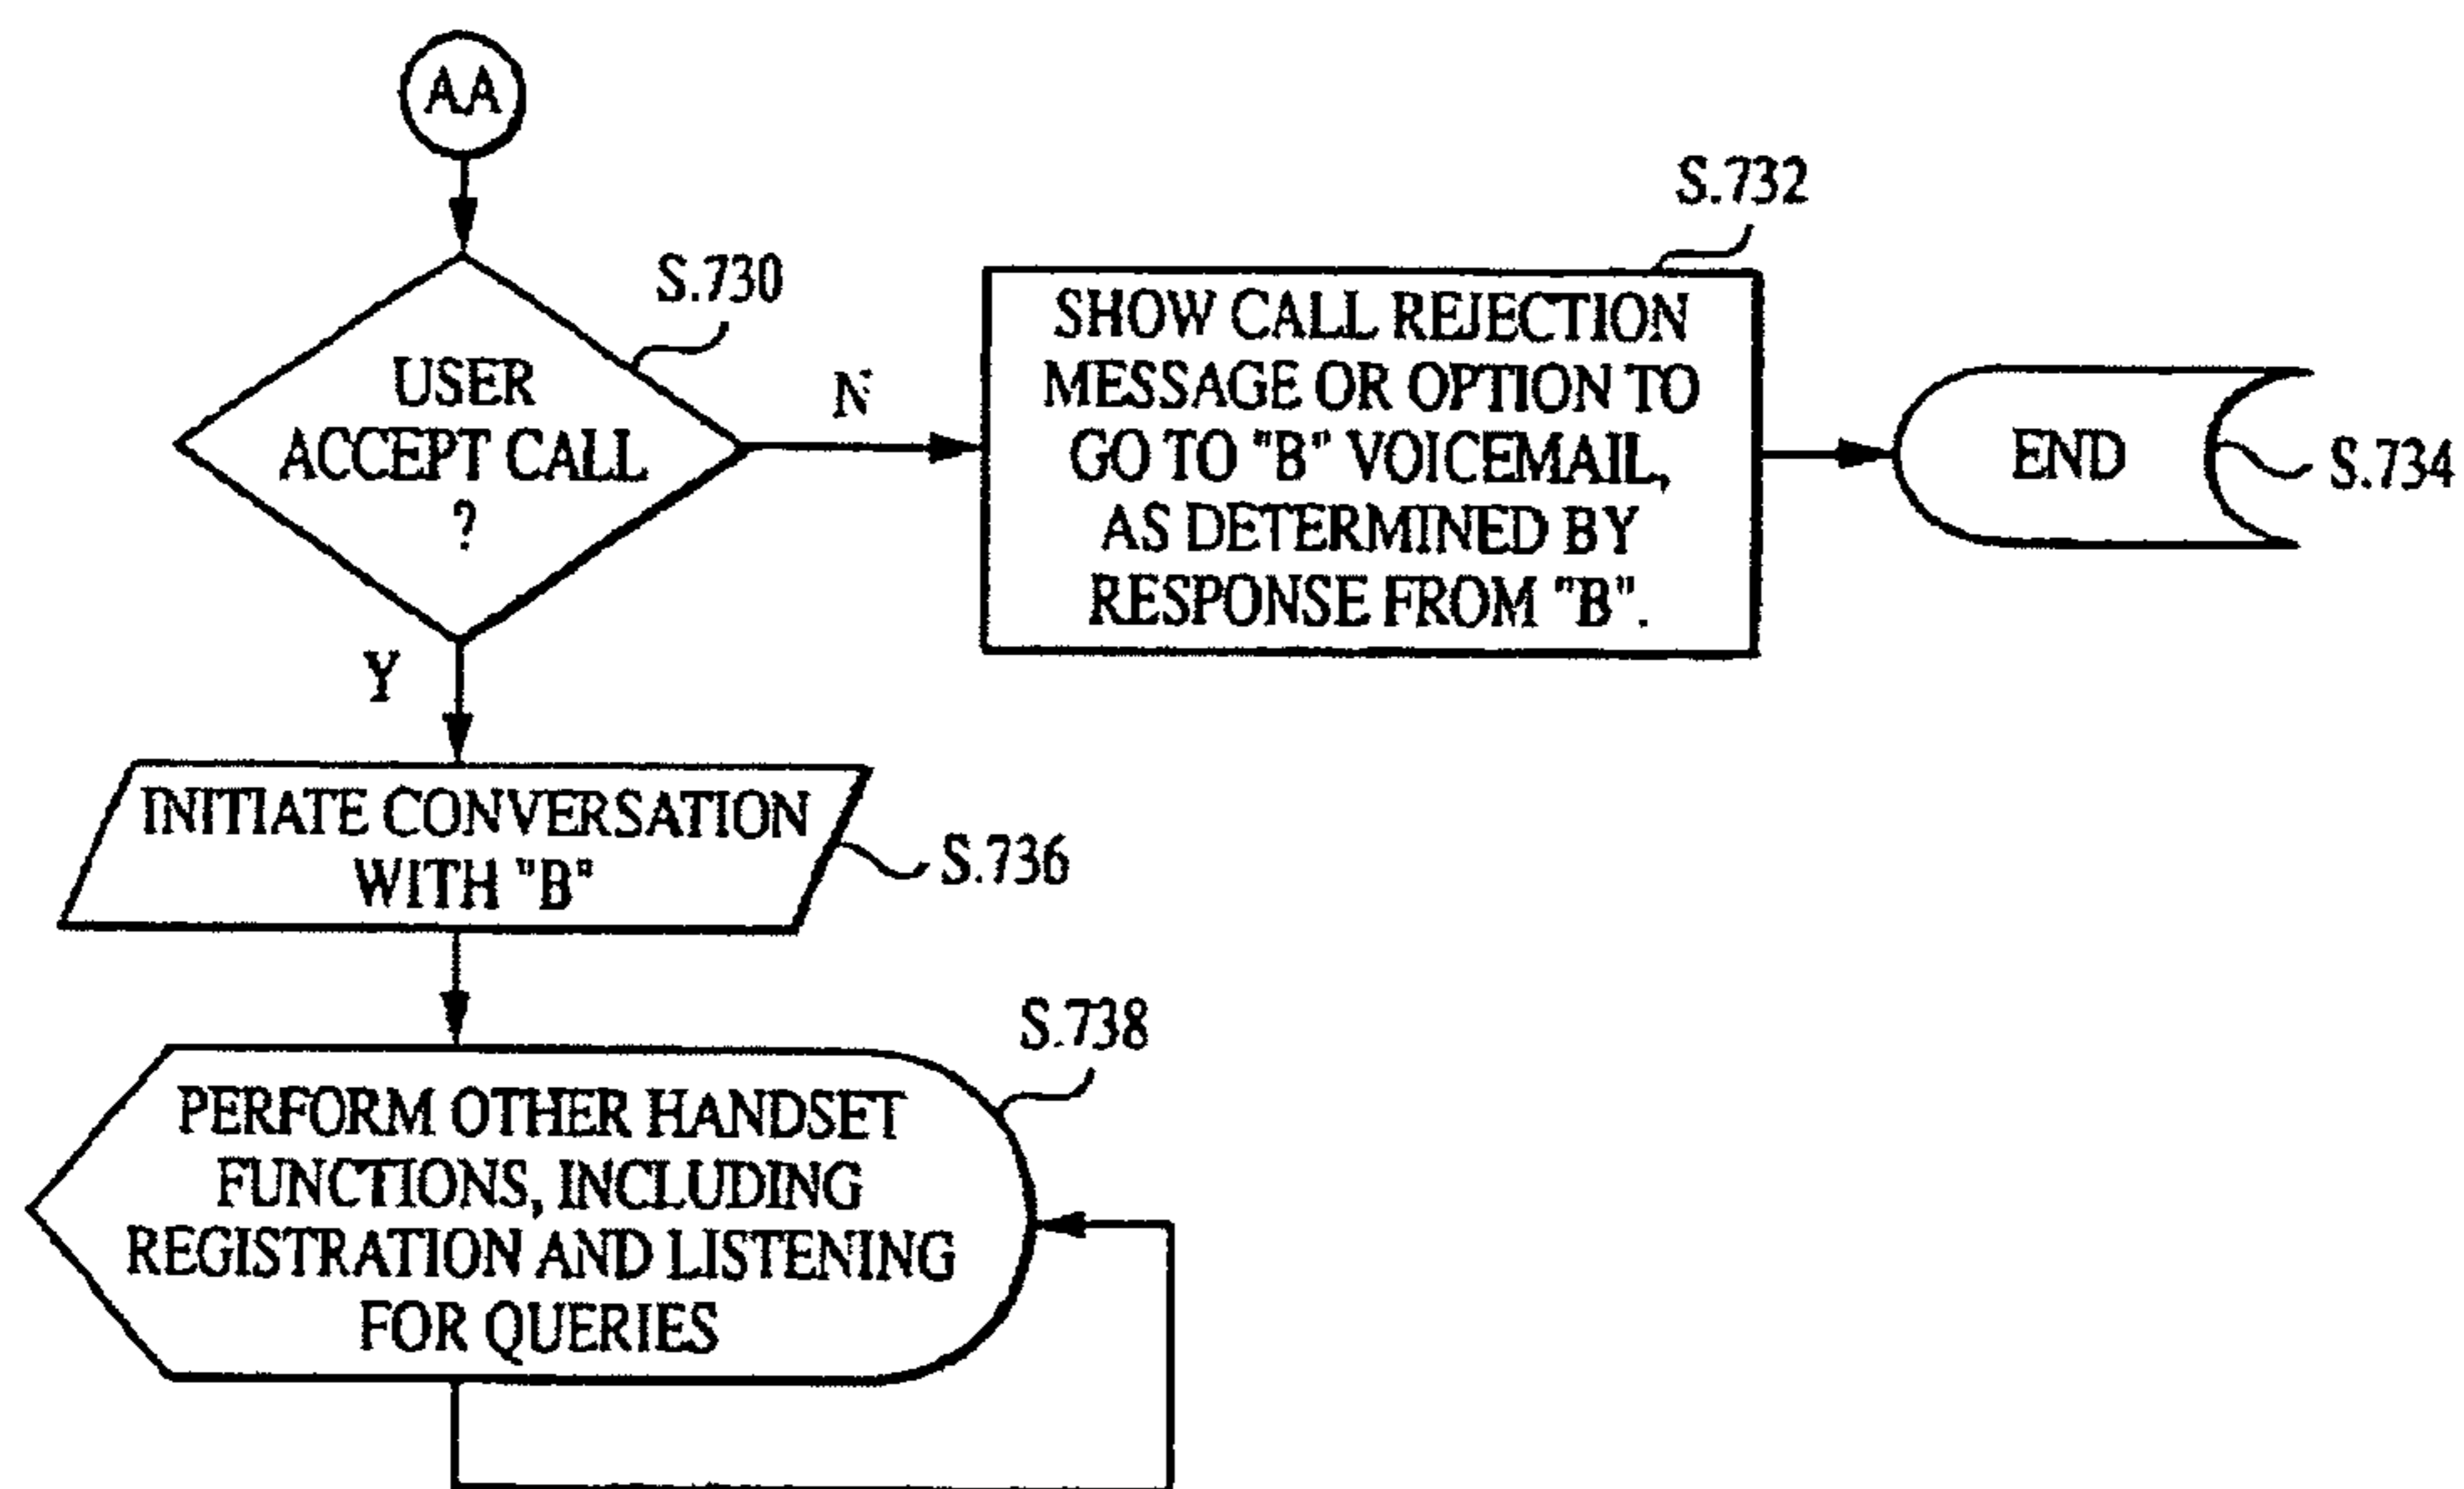 AA
S.730
USER
ACCEPT CALL
?
N
Y
S.732
SHOW CALL REJECTION
MESSAGE OR OPTION TO
GO TO "B" VOICEMAIL,
AS DETERMINED BY
RESPONSE FROM "B".
END
S.734
INITIATE CONVERSATION
WITH "B"
S.736
S.738
PERFORM OTHER HANDSET
FUNCTIONS, INCLUDING
REGISTRATION AND LISTENING
FOR QUERIES